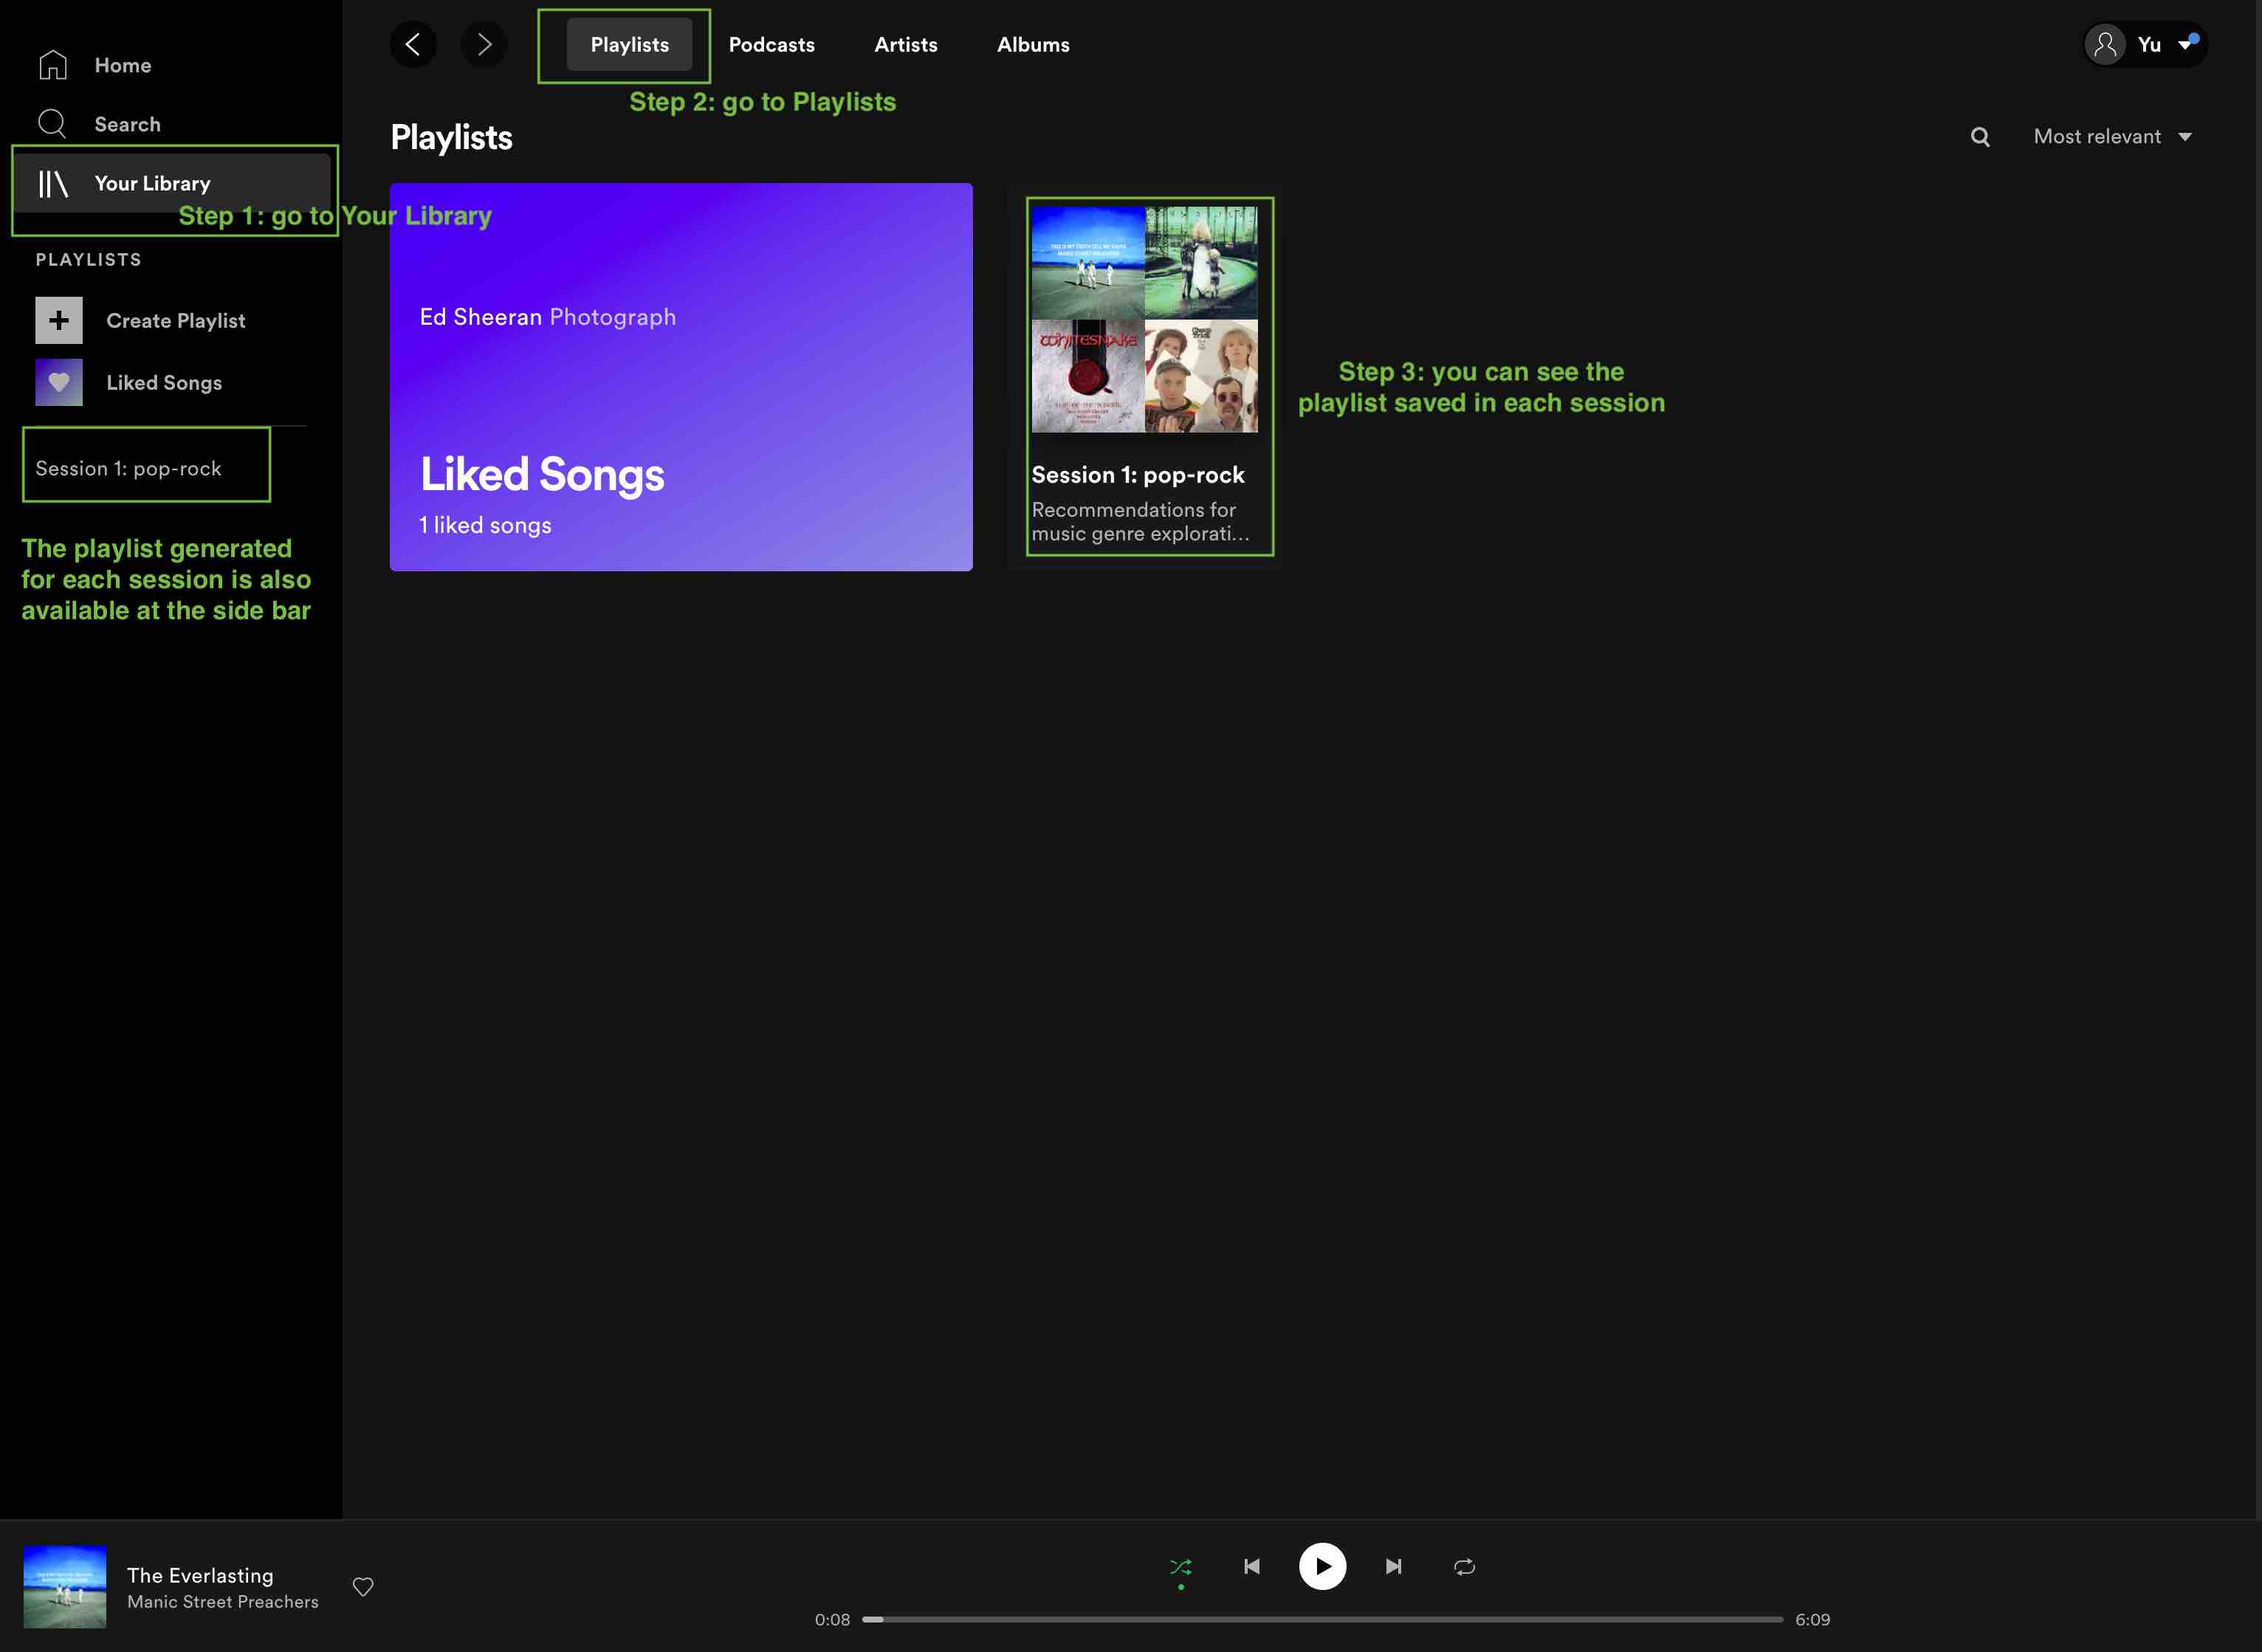 Home
Search
Your Library
Step 1: go to Your Library
PLAYLISTS
Create Playlist
Liked Songs
Session 1: pop-rock
The playlist generated
for each session is also
available at the side bar
Playlists
Podcasts
Artists
Albums
Yu
Step 2: go to Playlists
Playlists
Most relevant
Ed Sheeran Photograph
Liked Songs
1 liked songs
WHITESNAKE
Session 1: pop-rock
Recommendations for
music genre explorati...
Step 3: you can see the
playlist saved in each session
The Everlasting
Manic Street Preachers
0:08
6:09